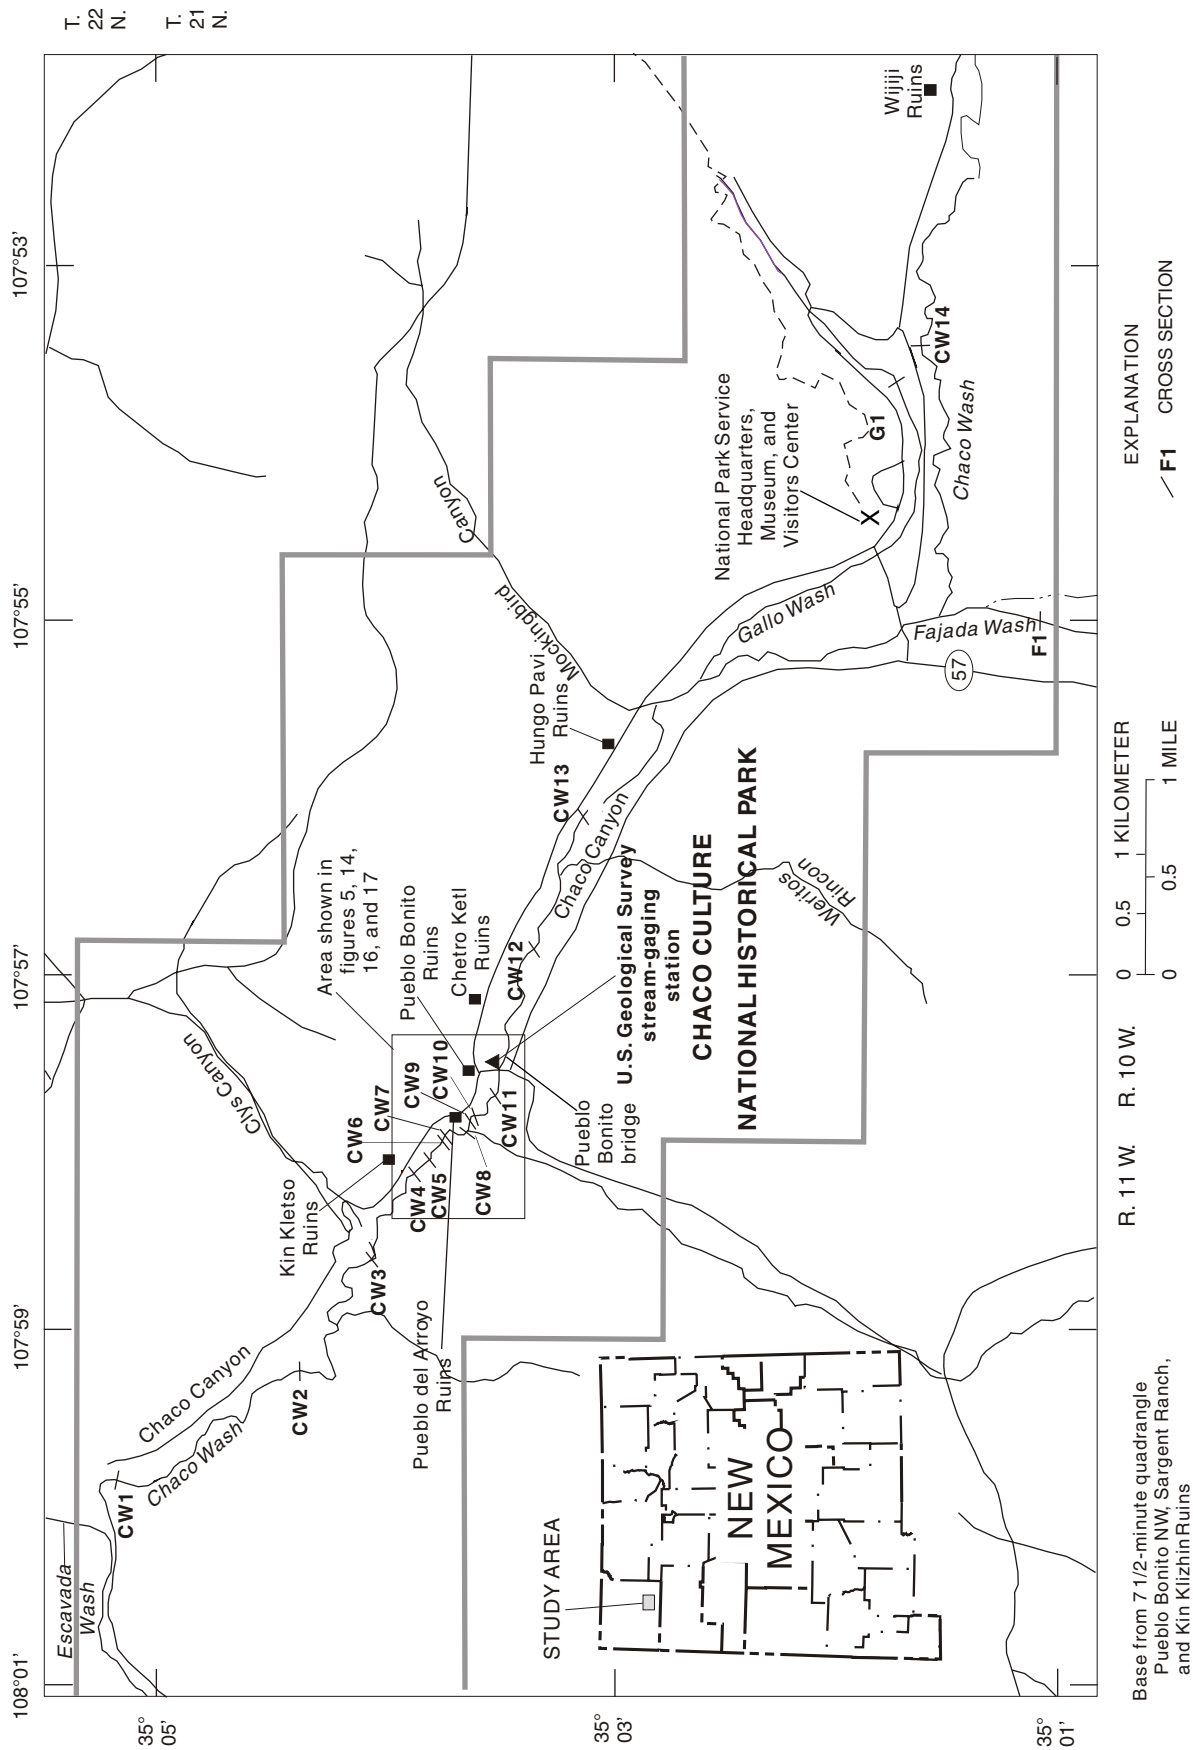 T.
22
N.
T.
21
N.
108°01'
107°59'
107°57'
107°55'
107°53'
35°
05'
35°
03'
35°
01'
Escavada
Wash
CW1
Chaco Canyon
Chaco Wash
CW2
Kin Kletso
Ruins
CW3
Clys Canyon
CW6
CW7
CW4
CW5
CW8
CW9
CW10
CW11
Pueblo del Arroyo
Ruins
Area shown in
figures 5, 14,
16, and 17
Pueblo Bonito
Ruins
Chetro Ketl
Ruins
CW12
Pueblo
Bonito
bridge
U.S. Geological Survey
stream-gaging
station
Chaco Canyon
CW13
Hungo Pavi
Ruins
Mockingbird
Canyon
CHACO CULTURE
NATIONAL HISTORICAL PARK
Weritos
Rincon
Gallo Wash
National Park Service
Headquarters,
Museum, and
Visitors Center
X
G1
Fajada Wash
F1
57
Chaco Wash
CW14
Wijiji
Ruins
STUDY AREA
NEW
MEXICO
R. 11 W.
R. 10 W.
0
0.5
1 KILOMETER
0
0.5
1 MILE
EXPLANATION
F1
CROSS SECTION
Base from 7 1/2-minute quadrangle
Pueblo Bonito NW, Sargent Ranch,
and Kin Klizhin Ruins